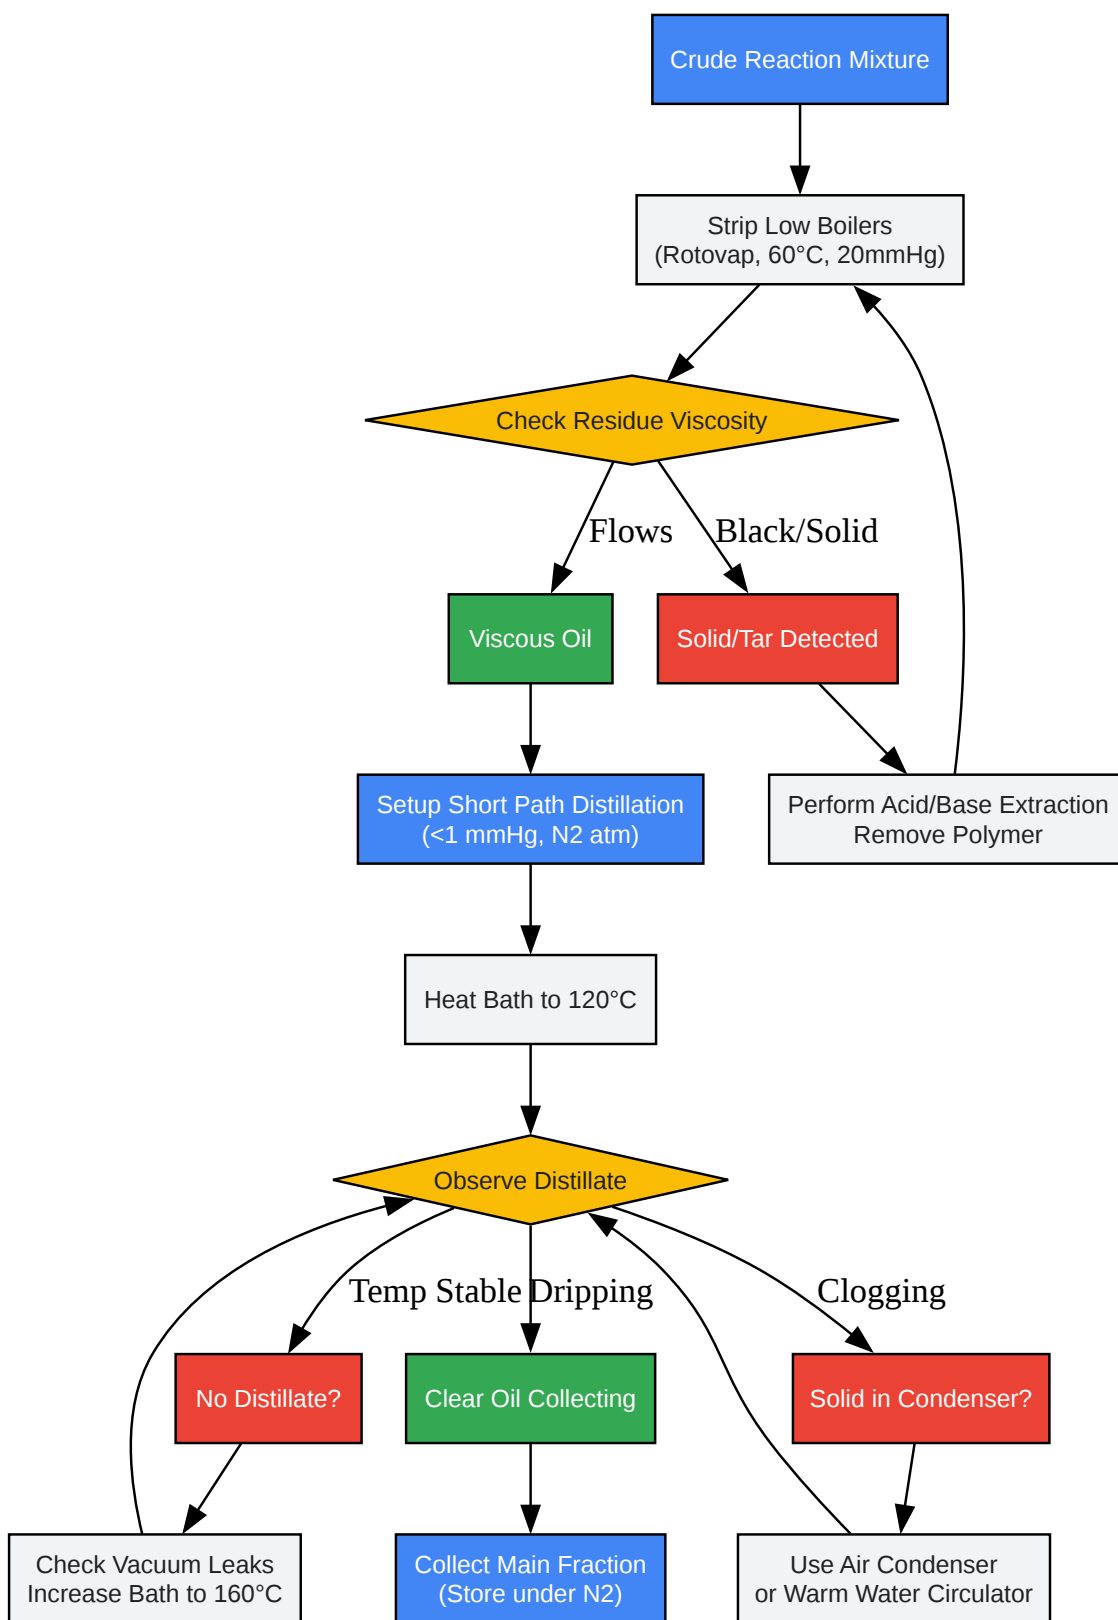 Crude Reaction Mixture
Strip Low Boilers
(Rotovap, 60°C, 20mmHg)
Check Residue Viscosity
Flows
Black/Solid
Viscous Oil
Solid/Tar Detected
Setup Short Path Distillation
(<1 mmHg, N2 atm)
Perform Acid/Base Extraction
Remove Polymer
Heat Bath to 120°C
Observe Distillate
Temp Stable
Dripping
Clogging
No Distillate?
Clear Oil Collecting
Solid in Condenser?
Check Vacuum Leaks
Increase Bath to 160°C
Collect Main Fraction
(Store under N2)
Use Air Condenser
or Warm Water Circulator